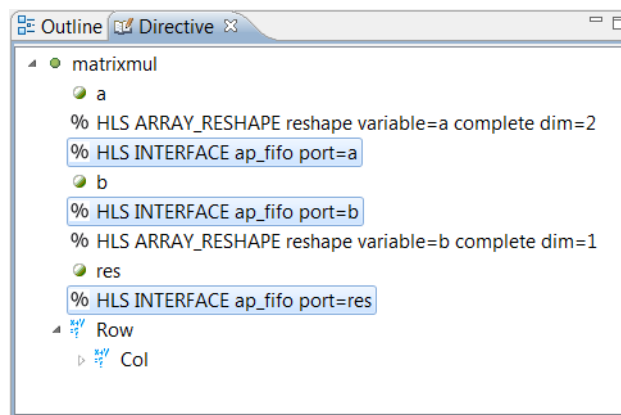 Outline Directive
matrixmul
a
% HLS ARRAY_RESHAPE reshape variable=a complete dim=2
% HLS INTERFACE ap_fifo port=a
b
% HLS INTERFACE ap_fifo port=b
% HLS ARRAY_RESHAPE reshape variable=b complete dim=1
res
% HLS INTERFACE ap_fifo port=res
Row
Col